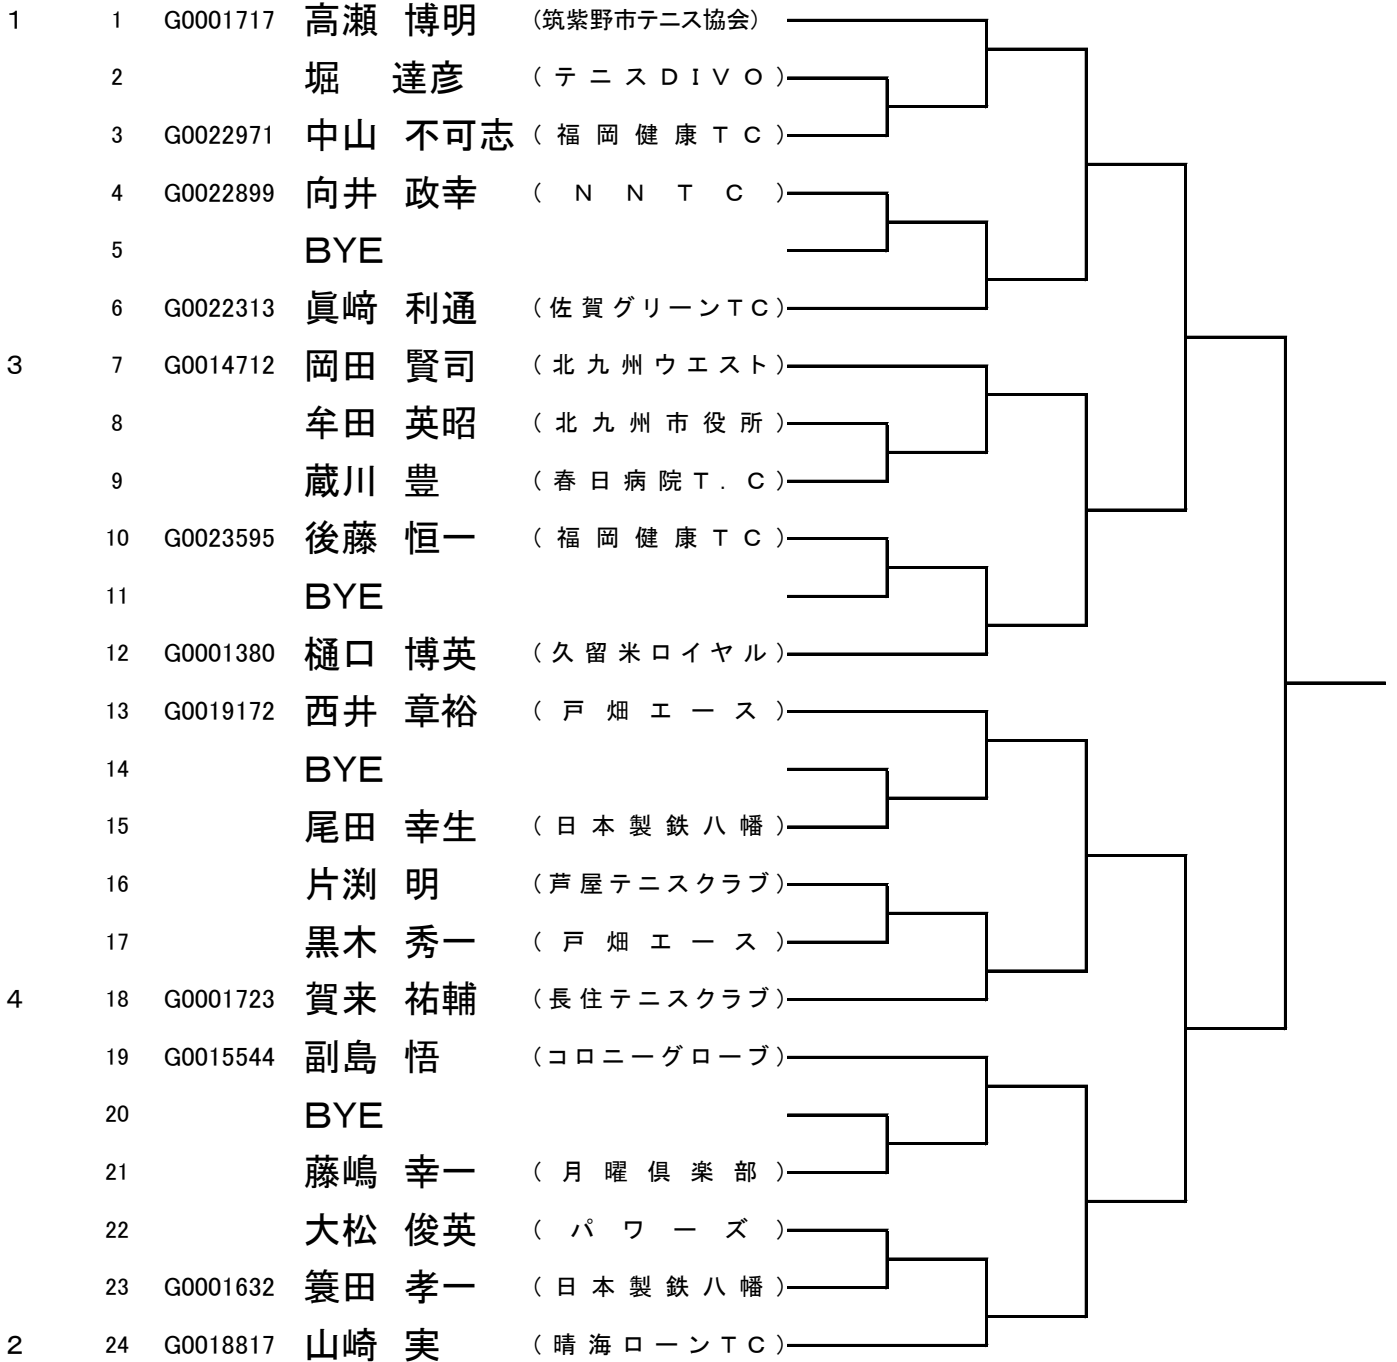 1 1 G0001717 高瀬 博明 (筑紫野市テニス協会)
2 堀 達彦 (テニスDIVO)
3 G0022971 中山 不可志 (福岡健康TC)
4 G0022899 向井 政幸 (NNTC)
5 BYE
6 G0022313 眞﨑 利通 (佐賀グリーンTC)
3 7 G0014712 岡田 賢司 (北九州ウエスト)
8 牟田 英昭 (北九州市役所)
9 蔵川 豊 (春日病院T.C)
10 G0023595 後藤 恒一 (福岡健康TC)
11 BYE
12 G0001380 樋口 博英 (久留米ロイヤル)
13 G0019172 西井 章裕 (戸畑エース)
14 BYE
15 尾田 幸生 (日本製鉄八幡)
16 片渕 明 (芦屋テニスクラブ)
17 黒木 秀一 (戸畑エース)
4 18 G0001723 賀来 祐輔 (長住テニスクラブ)
19 G0015544 副島 悟 (コロニーグローブ)
20 BYE
21 藤嶋 幸一 (月曜倶楽部)
22 大松 俊英 (パワーズ)
23 G0001632 簑田 孝一 (日本製鉄八幡)
2 24 G0018817 山崎 実 (晴海ローンTC)